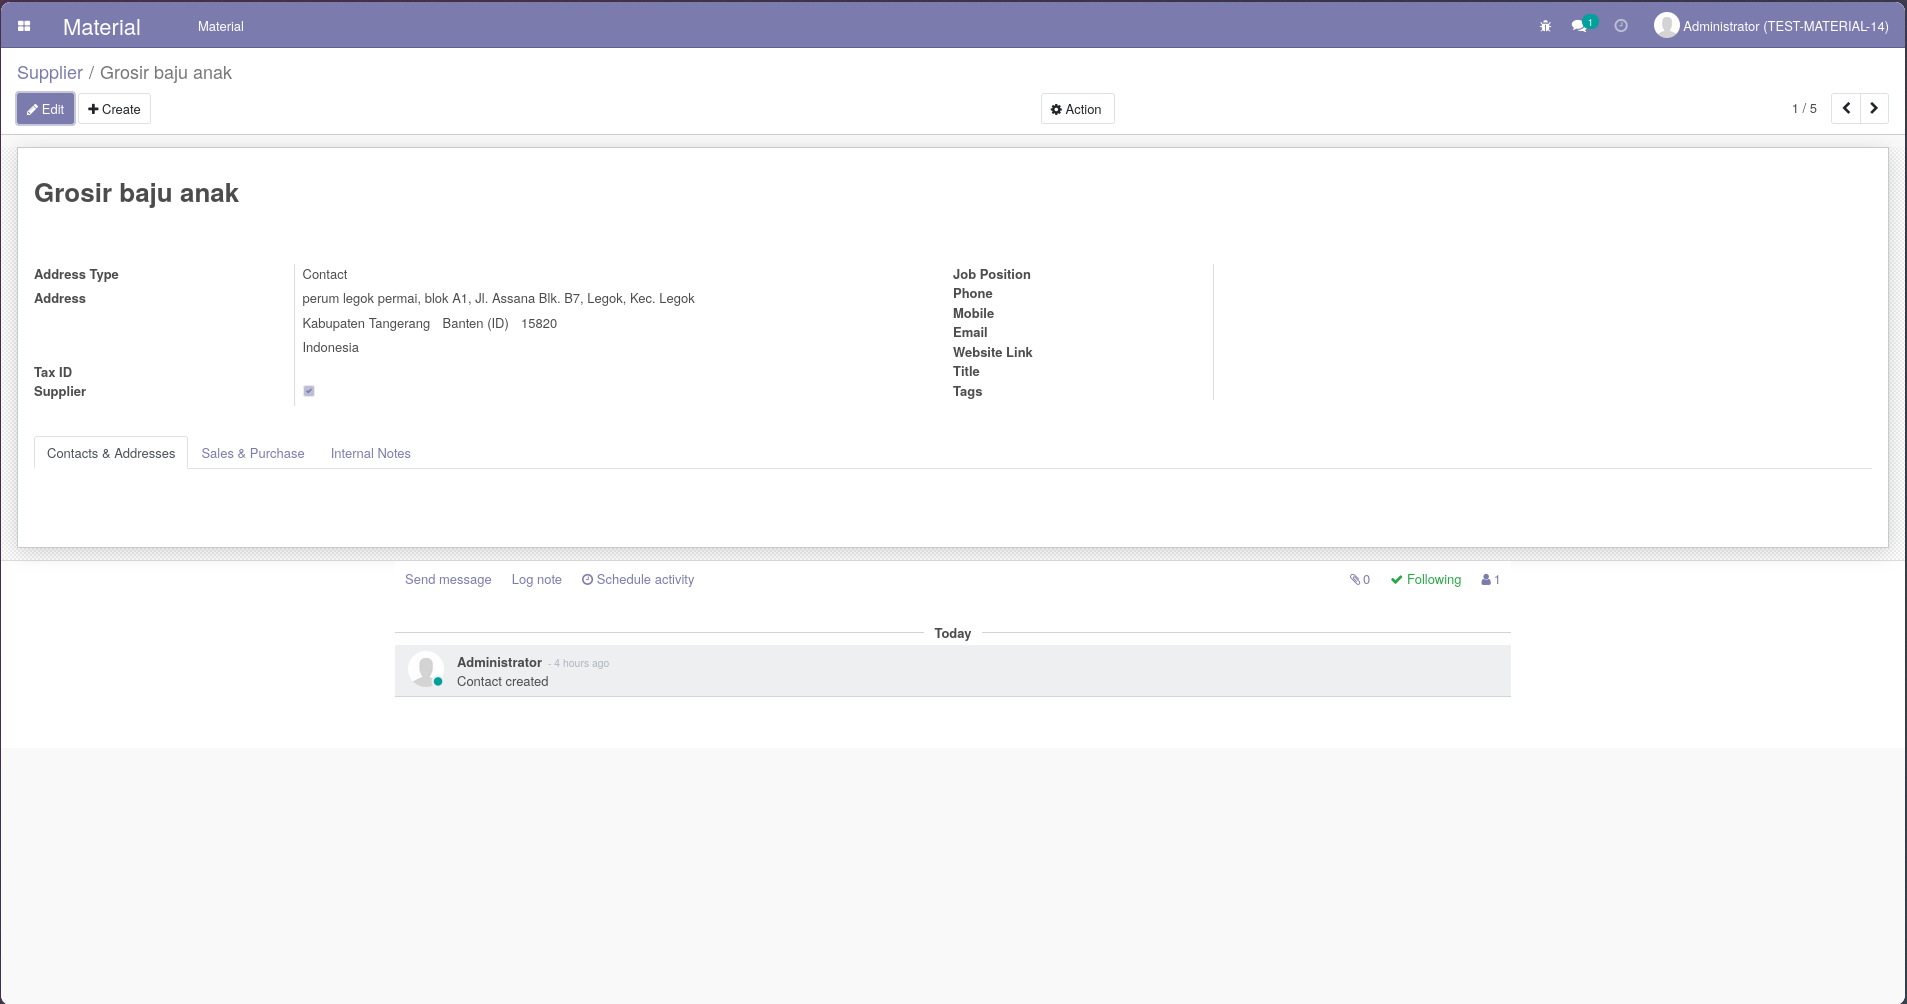 Material Material 1 Administrator (TEST-MATERIAL-14)
Supplier / Grosir baju anak
Edit Create Action 1 / 5
Grosir baju anak
Address Type Contact
Address perum legok permai, blok A1, Jl. Assana Blk. B7, Legok, Kec. Legok
Kabupaten Tangerang Banten (ID) 15820
Indonesia
Tax ID
Supplier
Job Position
Phone
Mobile
Email
Website Link
Title
Tags
Contacts & Addresses Sales & Purchase Internal Notes
Send message Log note Schedule activity 0 Following 1
Today
Administrator - 4 hours ago
Contact created